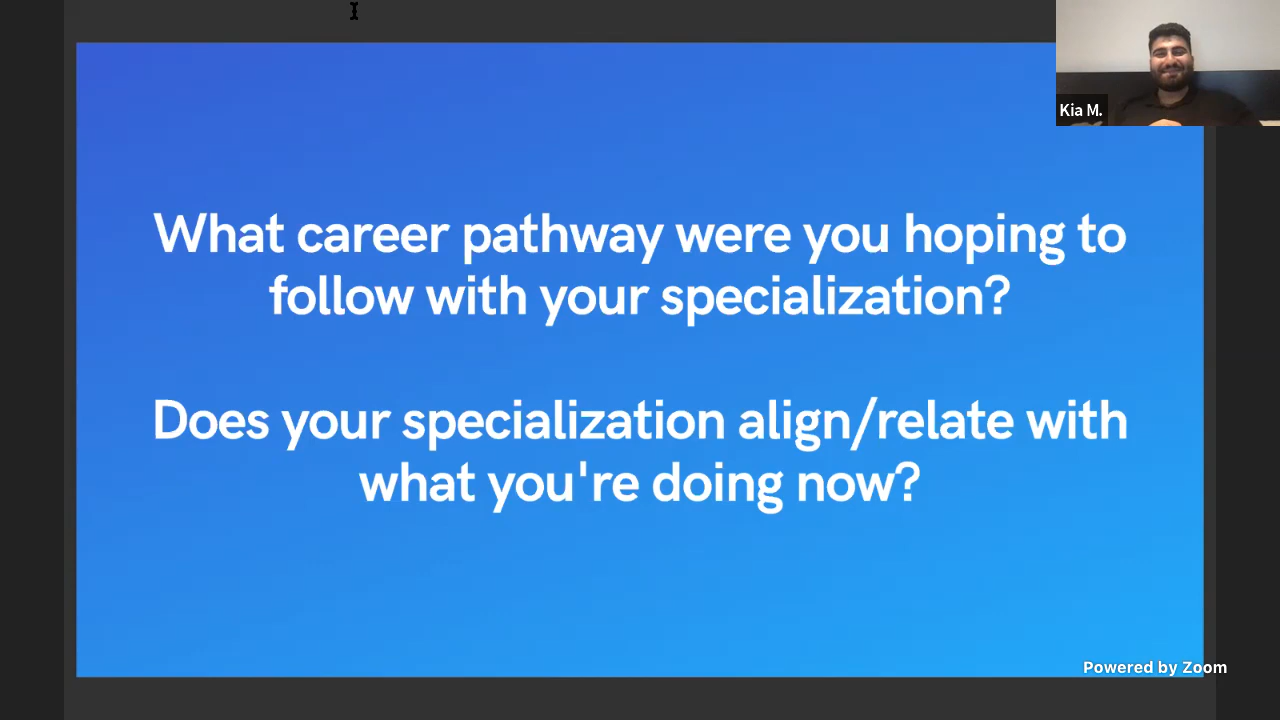 Kia M.
What career pathway were you hoping to
follow with your specialization?
Does your specialization align/relate with
what you're doing now?
Powered by Zoom